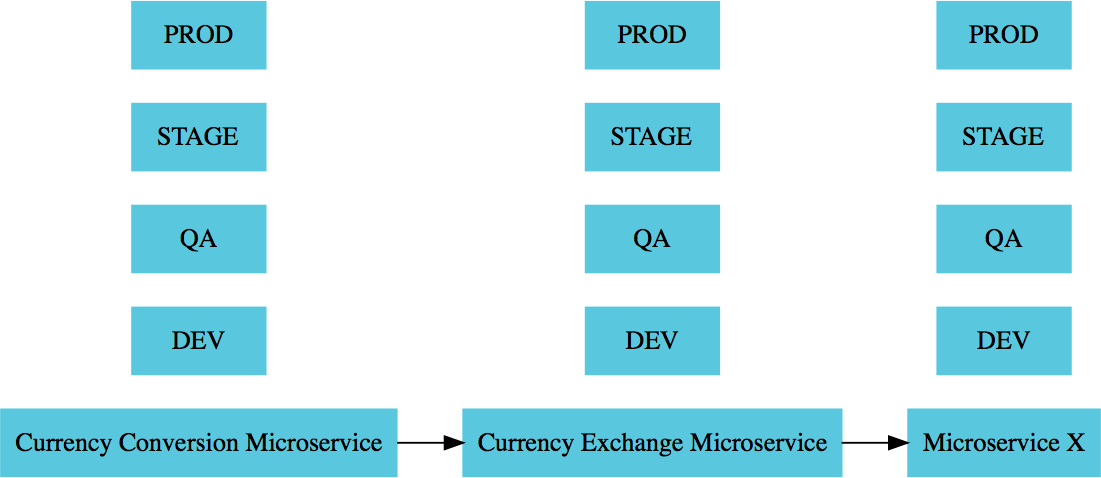 PROD
PROD
PROD
STAGE
STAGE
STAGE
QA
QA
QA
DEV
DEV
DEV
Currency Conversion Microservice
Currency Exchange Microservice
Microservice X